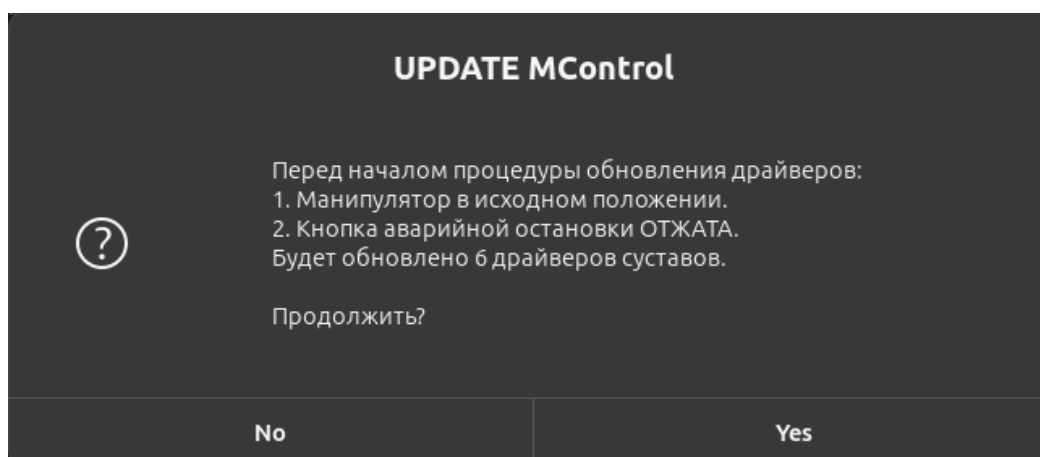 UPDATE MControl
Перед началом процедуры обновления драйверов:
1. Манипулятор в исходном положении.
2. Кнопка аварийной остановки ОТЖАТА.
Будет обновлено 6 драйверов суставов.
Продолжить?
No
Yes